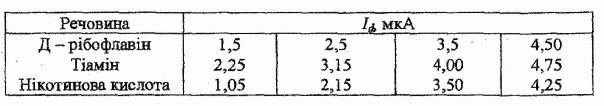 Речовина I_d, мкА
Д – рібофлавін 1,5 2,5 3,5 4,50
Тіамін 2,25 3,15 4,00 4,75
Нікотинова кислота 1,05 2,15 3,50 4,25